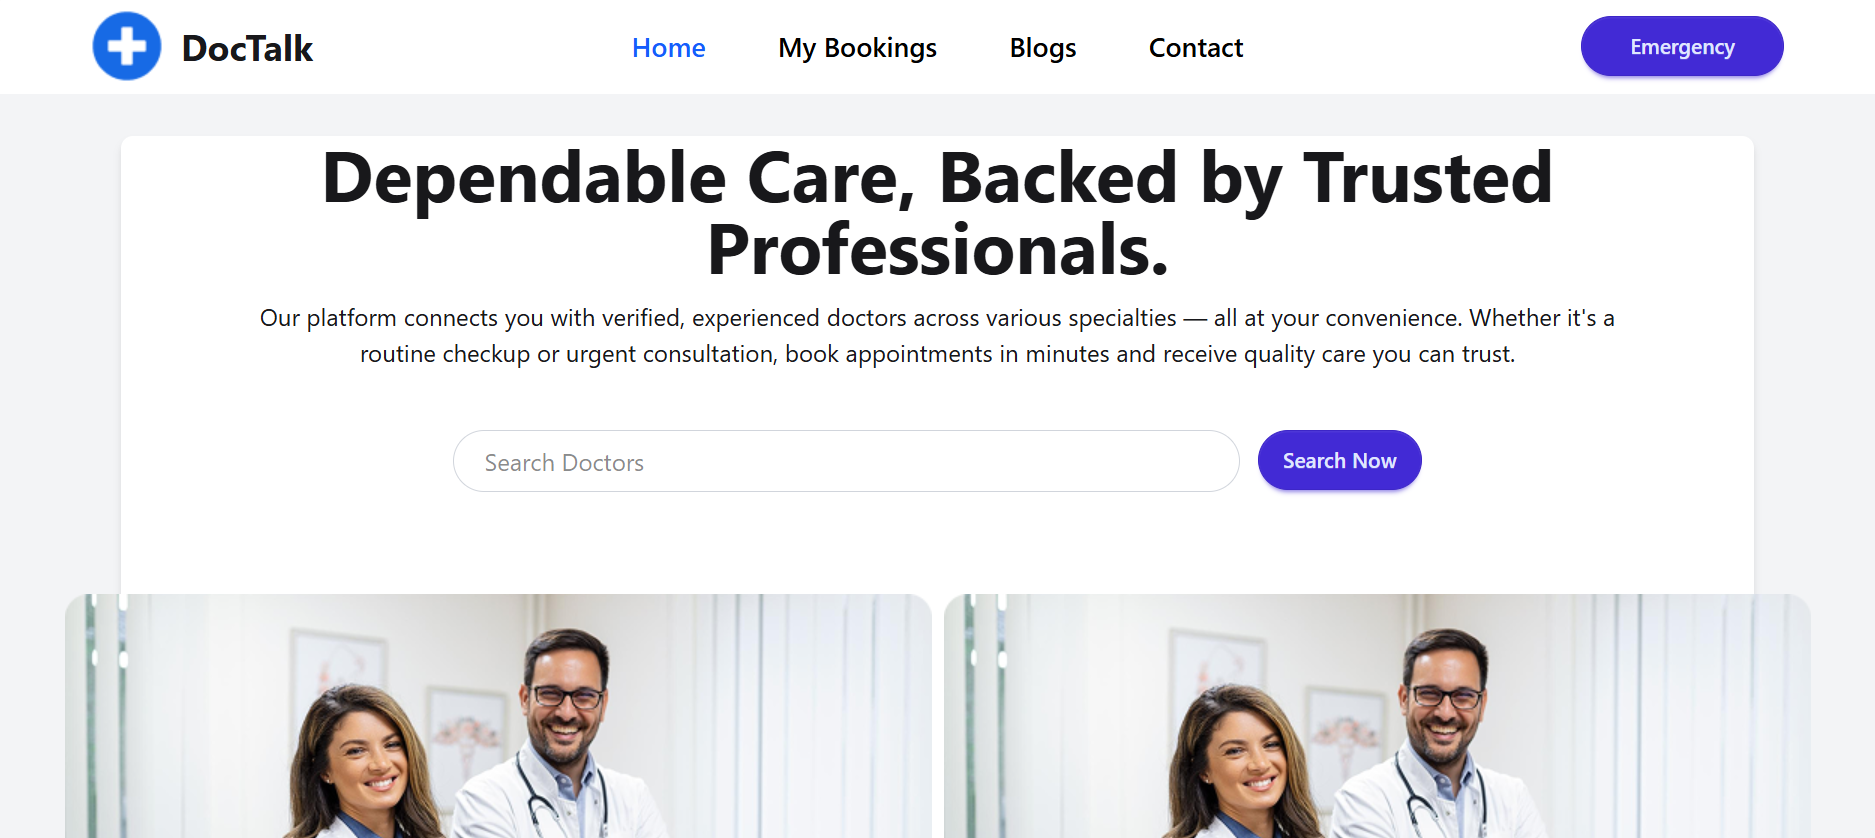 DocTalk
Home
My Bookings
Blogs
Contact
Emergency
Dependable Care, Backed by Trusted
Professionals.
Our platform connects you with verified, experienced doctors across various specialties — all at your convenience. Whether it's a
routine checkup or urgent consultation, book appointments in minutes and receive quality care you can trust.
Search Doctors
Search Now